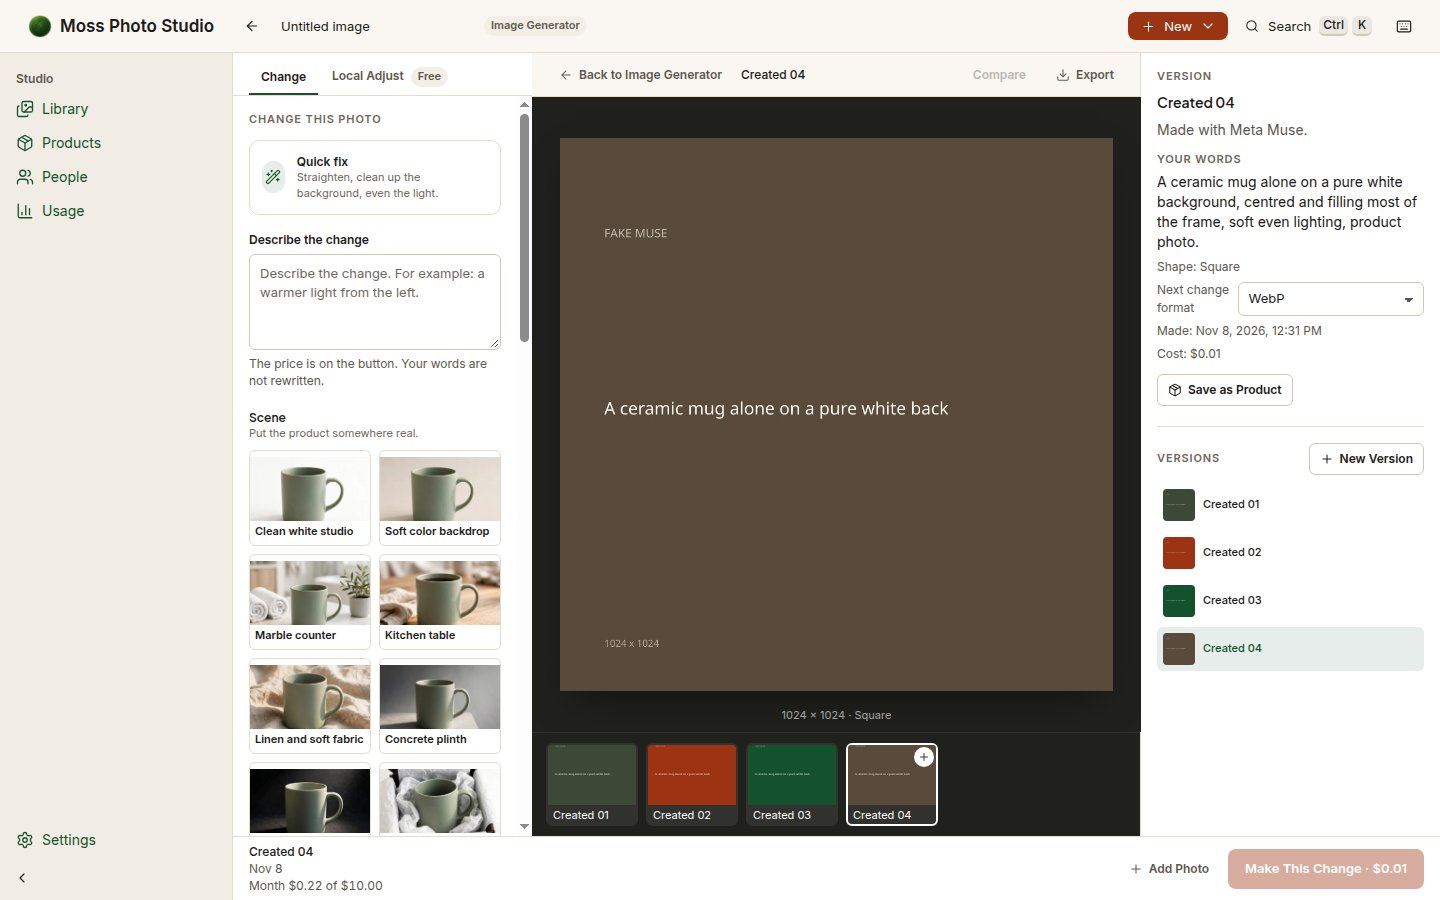 Moss Photo Studio
Untitled image
Image Generator
New
Search
Ctrl
K
Studio
Library
Products
People
Usage
Settings
Change
Local Adjust
Free
CHANGE THIS PHOTO
Quick fix
Straighten, clean up the
background, even the light.
Describe the change
Describe the change. For example: a
warmer light from the left.
The price is on the button. Your words are
not rewritten.
Scene
Put the product somewhere real.
Clean white studio
Soft color backdrop
Marble counter
Kitchen table
Linen and soft fabric
Concrete plinth
Back to Image Generator
Created 04
Compare
Export
FAKE MUSE
A ceramic mug alone on a pure white back
1024 x 1024
1024 × 1024 · Square
Created 01
Created 02
Created 03
Created 04
VERSION
Created 04
Made with Meta Muse.
YOUR WORDS
A ceramic mug alone on a pure white
background, centred and filling most of
the frame, soft even lighting, product
photo.
Shape: Square
Next change
format
WebP
Made: Nov 8, 2026, 12:31 PM
Cost: $0.01
Save as Product
VERSIONS
New Version
Created 01
Created 02
Created 03
Created 04
Created 04
Nov 8
Month $0.22 of $10.00
Add Photo
Make This Change · $0.01